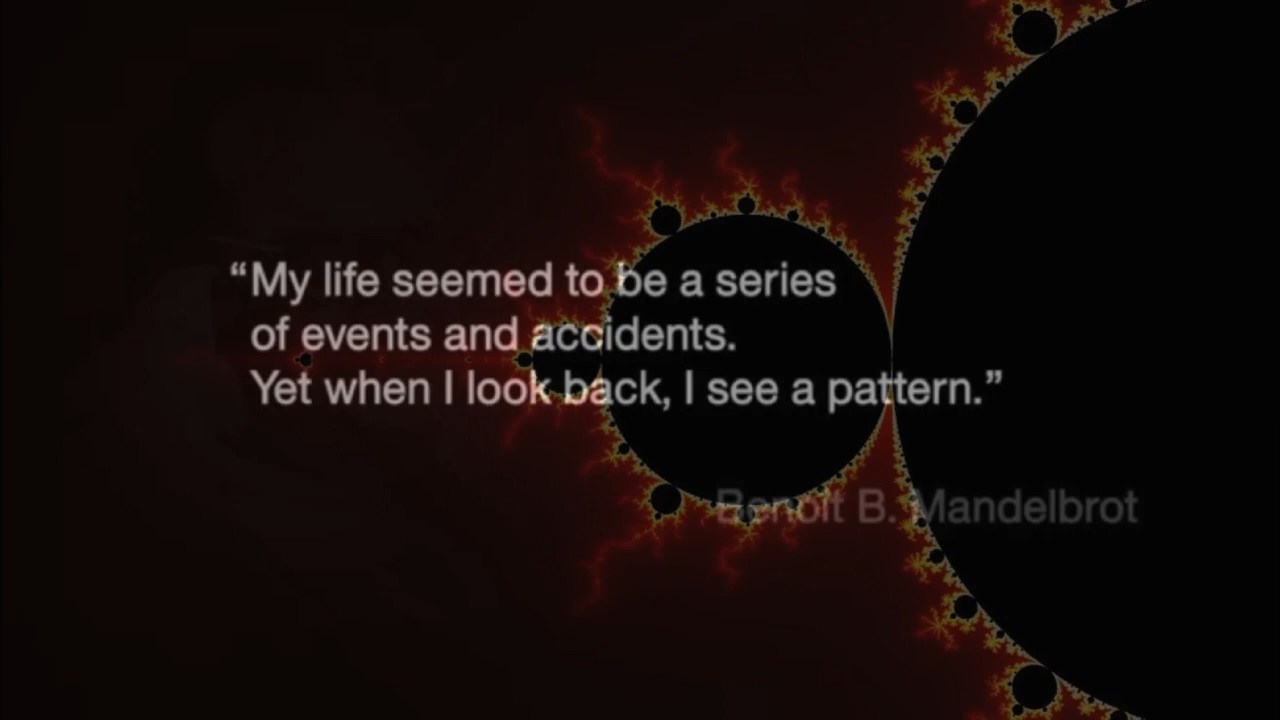 “My life seemed to be a series
of events and accidents.
Yet when I look back, I see a pattern.”
Benoit B. Mandelbrot